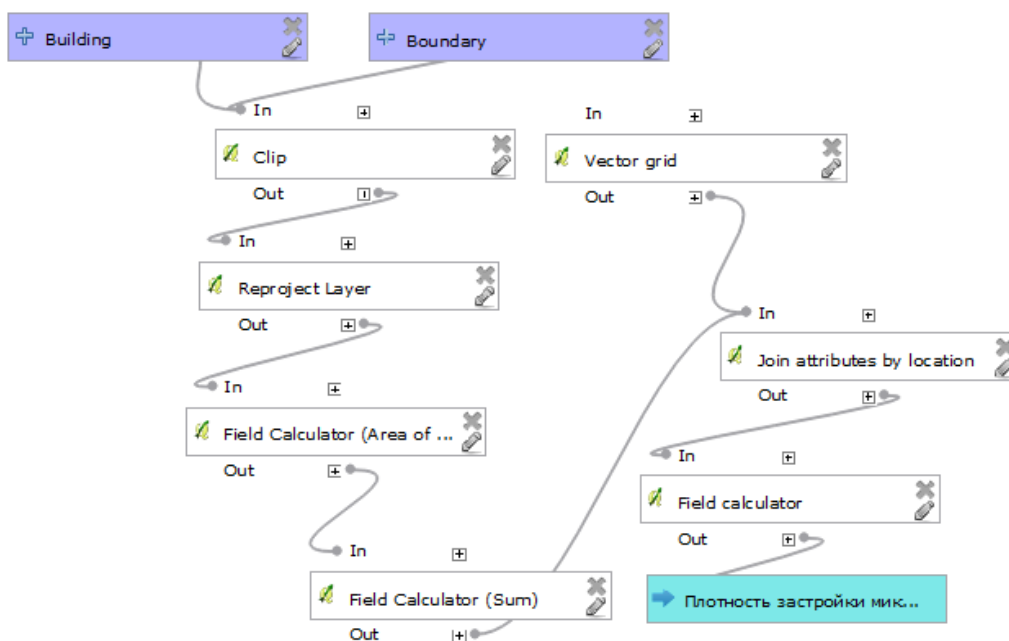 Building
Boundary
In
In
Clip
Vector grid
Out
Out
In
Reproject Layer
In
Out
Join attributes by location
In
Out
Field Calculator (Area of ...
In
Out
Field calculator
In
Out
Field Calculator (Sum)
Плотность застройки мик...
Out